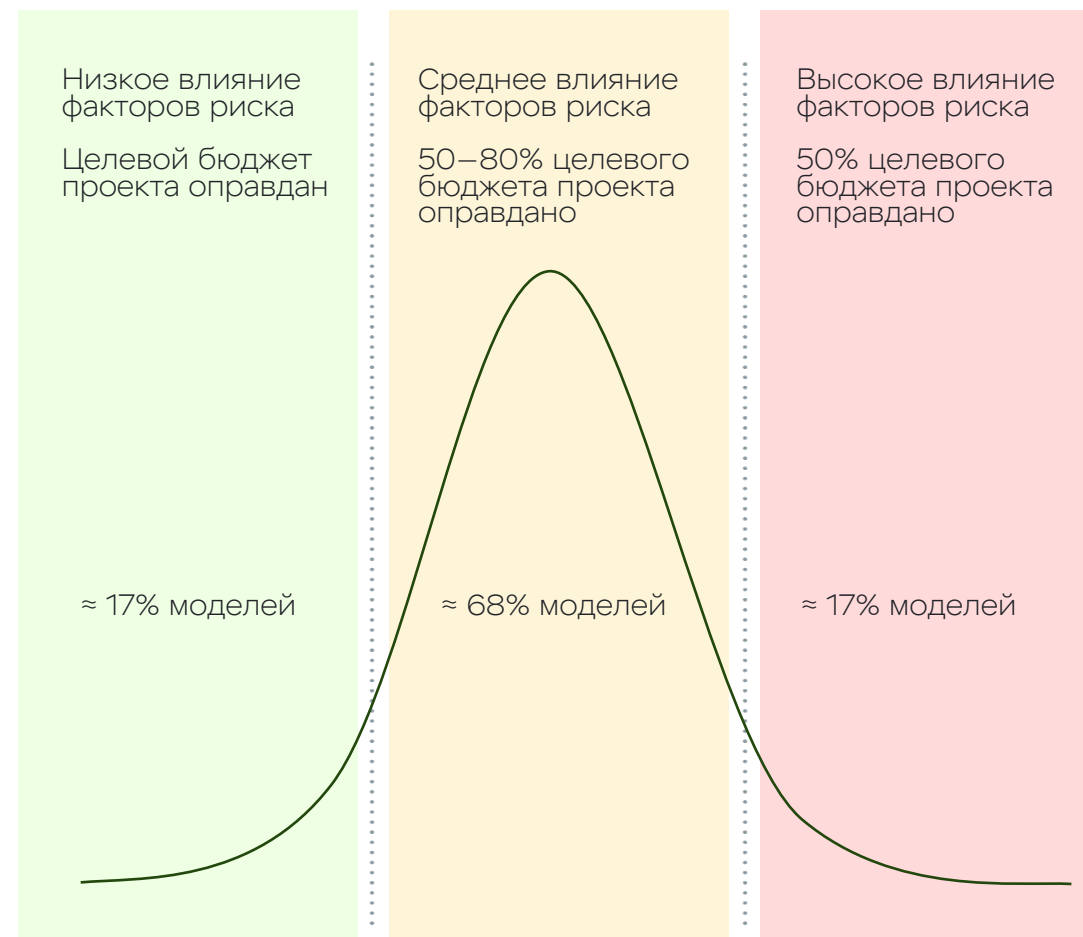 Низкое влияние
факторов риска
Целевой бюджет
проекта оправдан
≈ 17% моделей
Среднее влияние
факторов риска
50–80% целевого
бюджета проекта
оправдано
≈ 68% моделей
Высокое влияние
факторов риска
50% целевого
бюджета проекта
оправдано
≈ 17% моделей